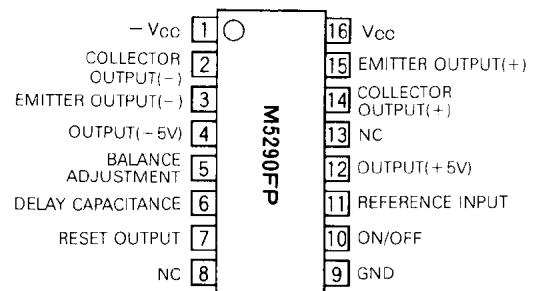 − Vcc 1
16 Vcc
COLLECTOR
OUTPUT(−) 2
15 EMITTER OUTPUT(+)
EMITTER OUTPUT(−) 3
14 COLLECTOR
OUTPUT(+)
OUTPUT(−5V) 4
13 NC
BALANCE
ADJUSTMENT 5
12 OUTPUT(+5V)
DELAY CAPACITANCE 6
11 REFERENCE INPUT
RESET OUTPUT 7
10 ON/OFF
NC 8
9 GND
M5290FP